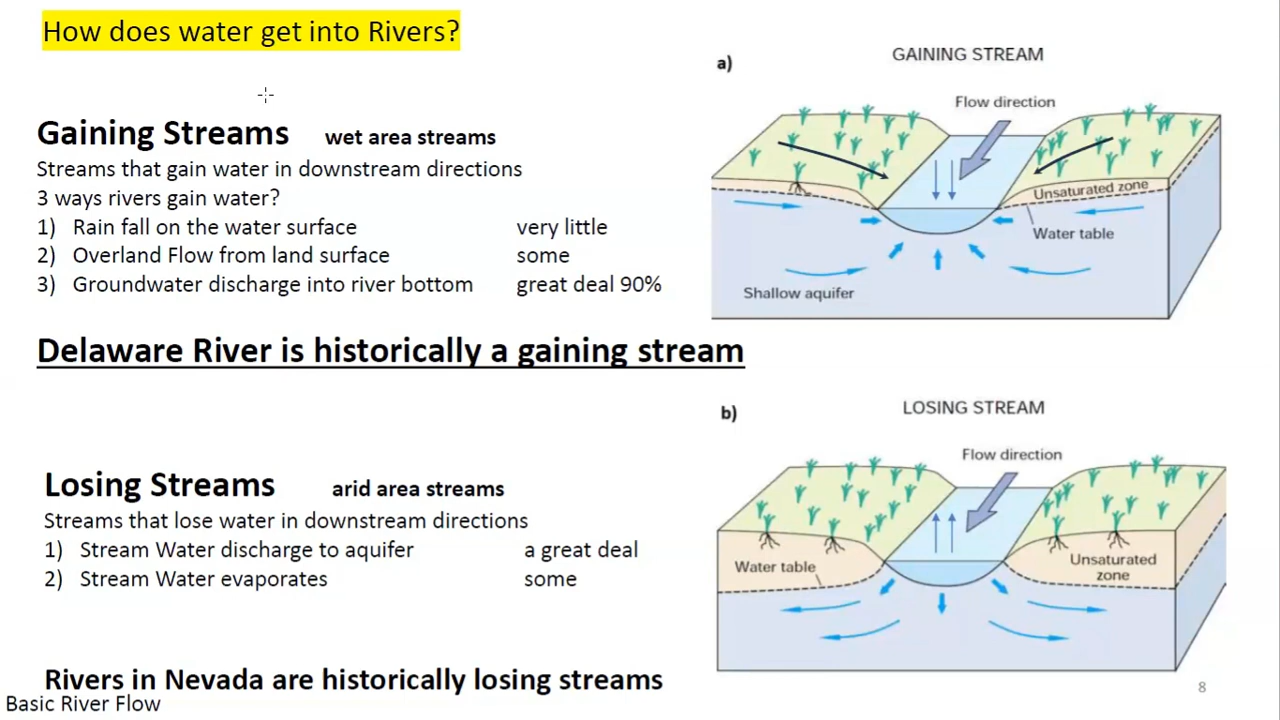 How does water get into Rivers?
Gaining Streams wet area streams
Streams that gain water in downstream directions
3 ways rivers gain water?
1) Rain fall on the water surface very little
2) Overland Flow from land surface some
3) Groundwater discharge into river bottom great deal 90%
Delaware River is historically a gaining stream
Losing Streams arid area streams
Streams that lose water in downstream directions
1) Stream Water discharge to aquifer a great deal
2) Stream Water evaporates some
Rivers in Nevada are historically losing streams
Basic River Flow
a)
GAINING STREAM
Flow direction
Unsaturated zone
Water table
Shallow aquifer
b)
LOSING STREAM
Flow direction
Water table
Unsaturated
zone
8